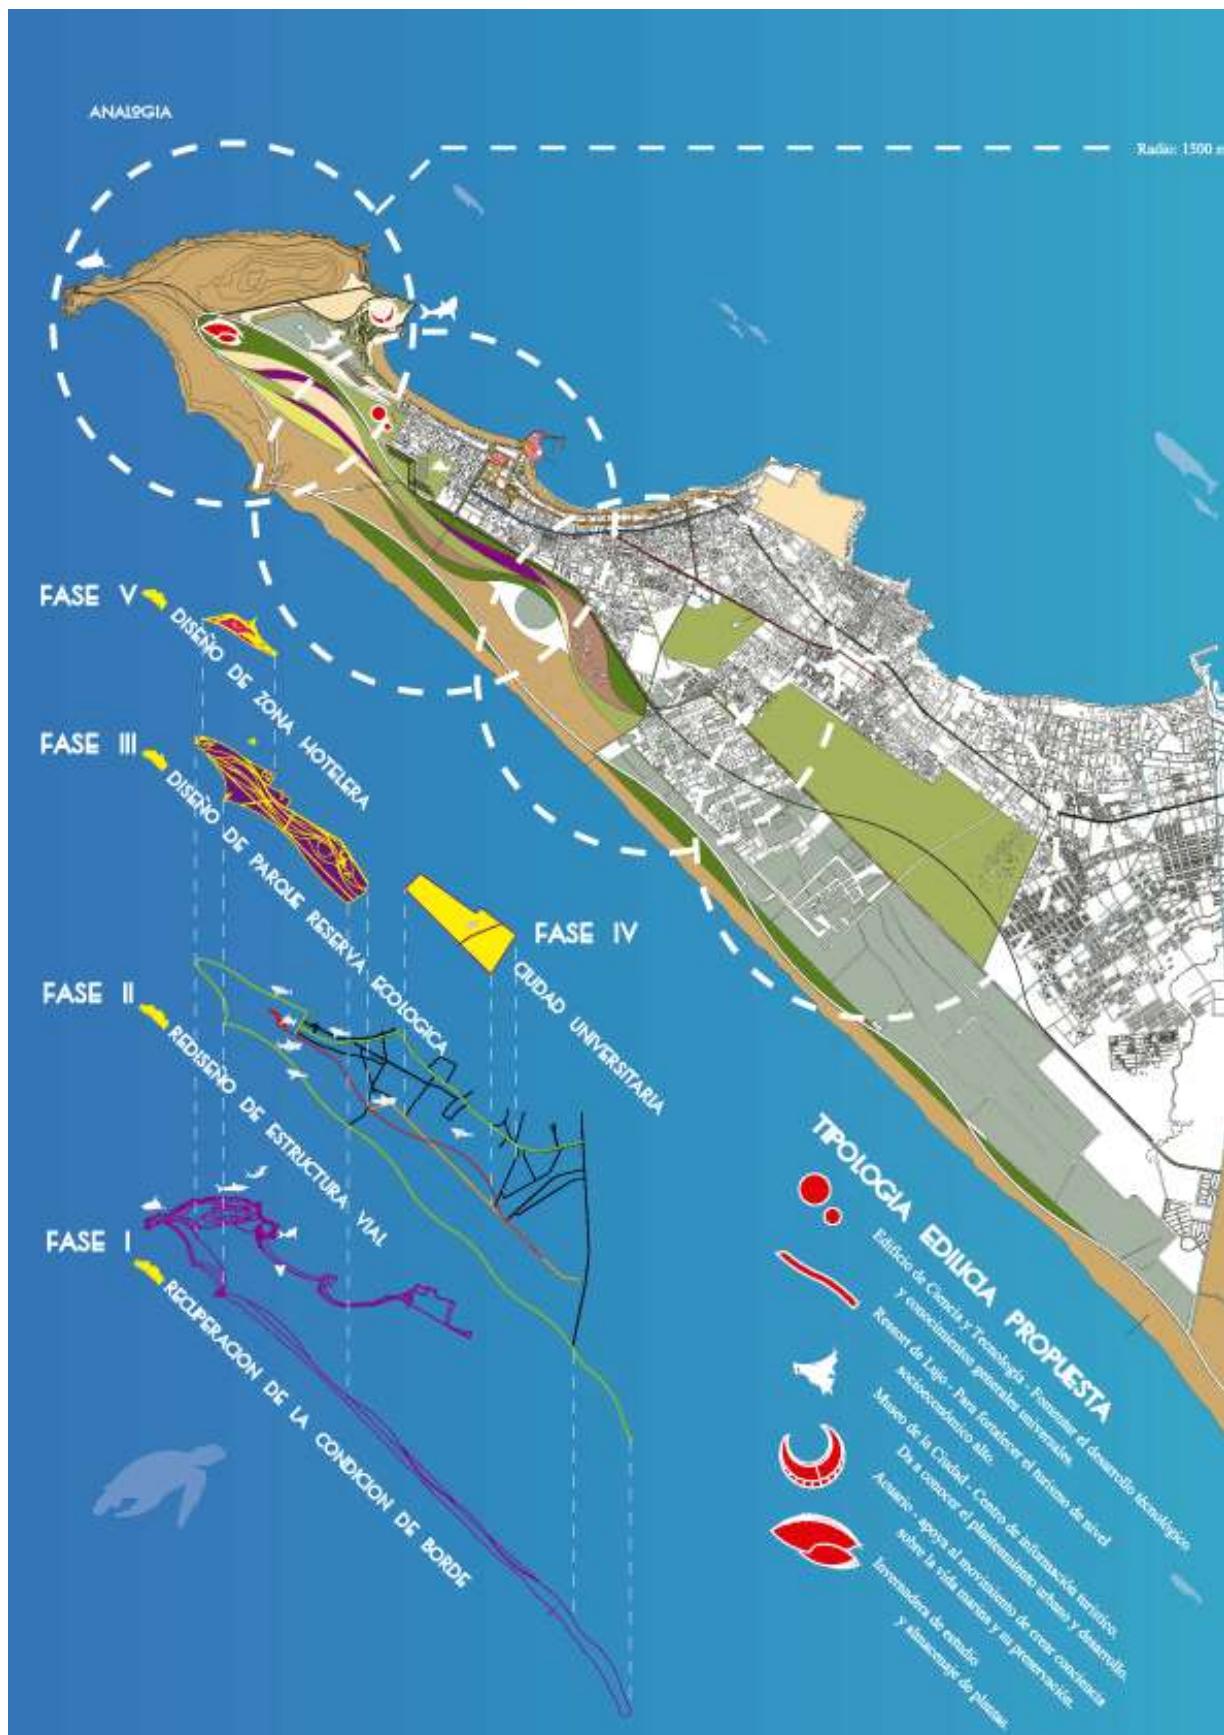 ANALOGIA
Radio: 1500 m
FASE V
DISEÑO DE ZONA HOTELERA
FASE III
DISEÑO DE PARQUE RESERVA ECOLOGICA
FASE IV
CIUDAD UNIVERSITARIA
FASE II
REDISEÑO DE ESTRUCTURA VIAL
FASE I
RECUPERACION DE LA CONDICION DE BORDE
TIPOLOGIA EDILICIA PROPUESTA
Edificio de Ciencia y Tecnología - Fomentar el desarrollo técnológico
y conocimientos generales universales.
Ressort de Lujo - Para fortalecer el turismo de nivel
socioeconómico alto.
Museo de la Ciudad - Centro de información turístico,
Da a conocer el planteamiento urbano y desarrollo.
Acuario - apoya al movimiento de crear conciencia
sobre la vida marina y su preservación.
Invernadera de estudio,
y almacenaje de plantas.